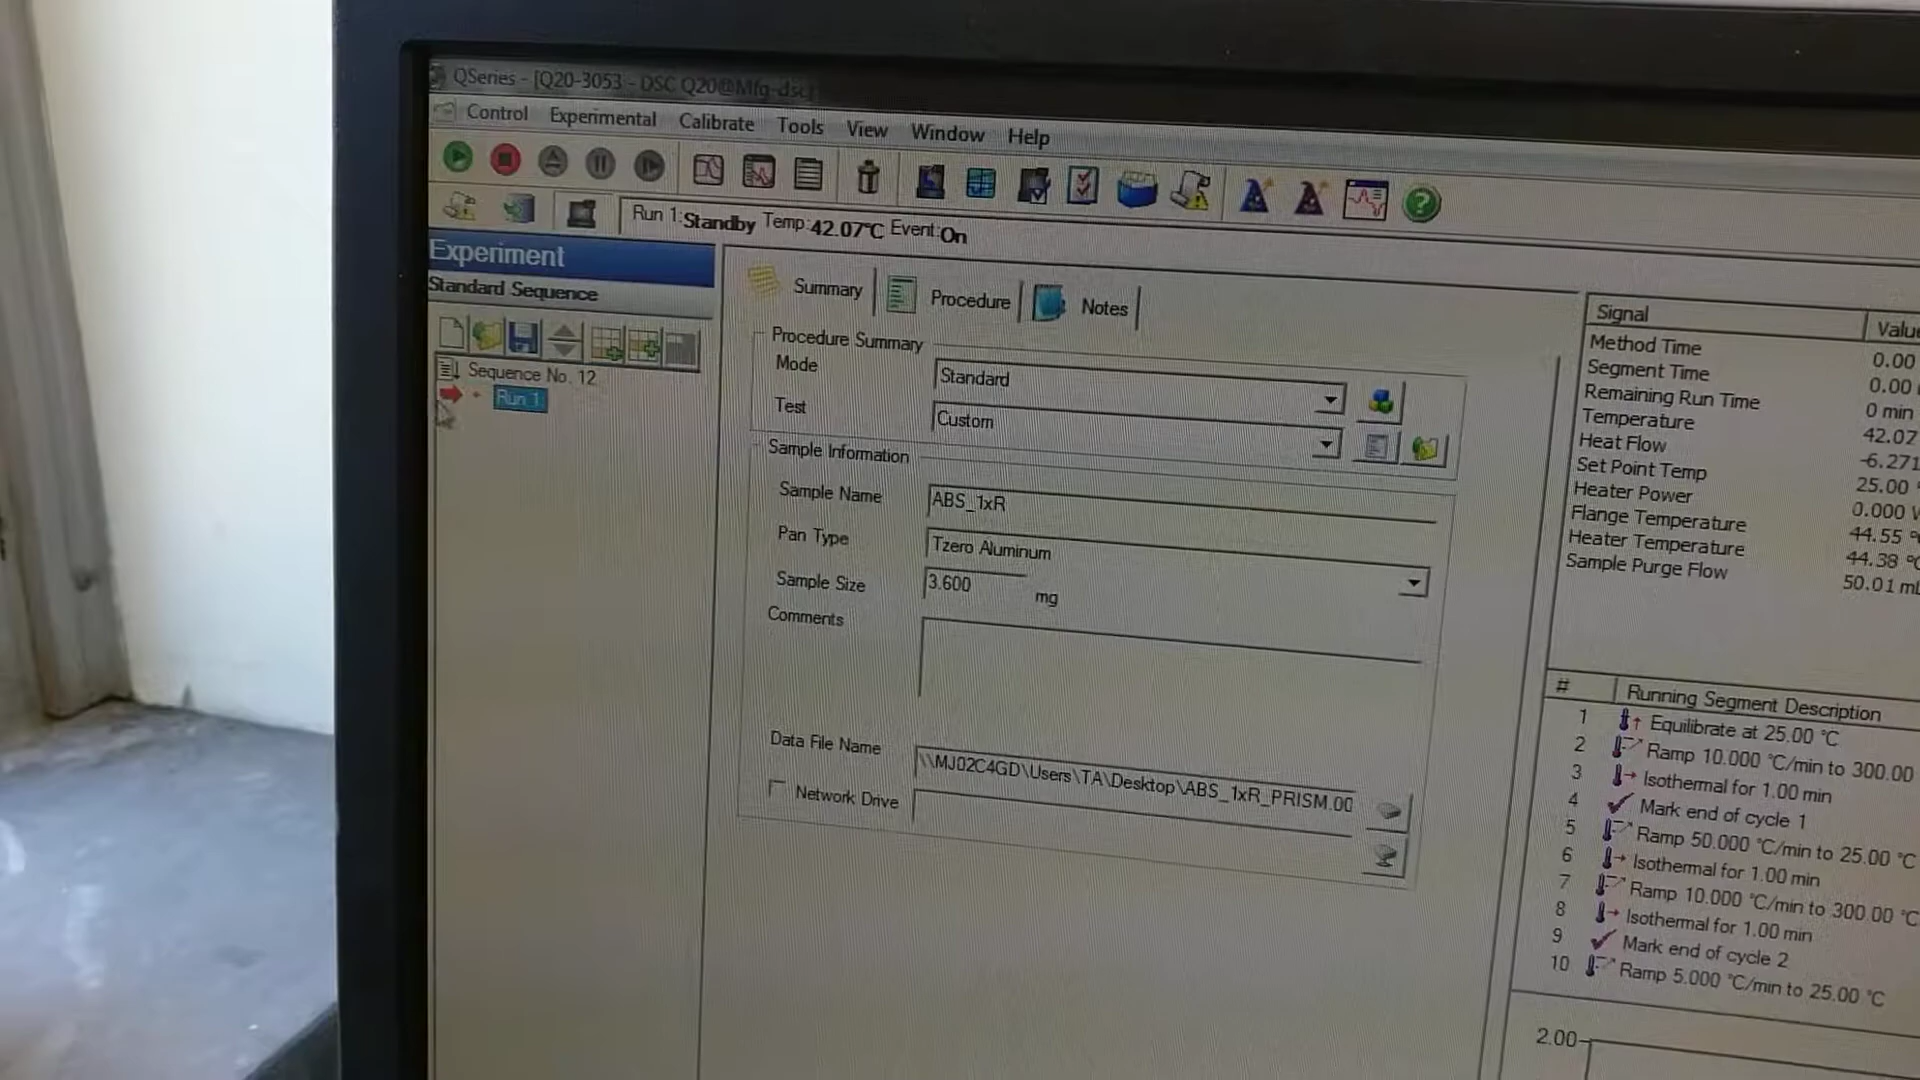 QSeries - [Q20-3053 - DSC Q20@Mfg-dsc]
Control Experimental Calibrate Tools View Window Help
Run 1: Standby Temp: 42.07°C Event: On
Experiment
Standard Sequence
Sequence No. 12
Run 1
Summary Procedure Notes
Procedure Summary
Mode Standard
Test Custom
Sample Information
Sample Name ABS_1xR
Pan Type Tzero Aluminum
Sample Size 3.600 mg
Comments
Data File Name \\MJ02C4GD\Users\TA\Desktop\ABS_1xR_PRISM.00
Network Drive
Signal Value
Method Time 0.00
Segment Time 0.00
Remaining Run Time 0 min
Temperature 42.07
Heat Flow -6.271
Set Point Temp 25.00
Heater Power 0.000
Flange Temperature 44.55
Heater Temperature 44.38
Sample Purge Flow 50.01
# Running Segment Description
1 Equilibrate at 25.00 °C
2 Ramp 10.000 °C/min to 300.00
3 Isothermal for 1.00 min
4 Mark end of cycle 1
5 Ramp 50.000 °C/min to 25.00 °C
6 Isothermal for 1.00 min
7 Ramp 10.000 °C/min to 300.00 °C
8 Isothermal for 1.00 min
9 Mark end of cycle 2
10 Ramp 5.000 °C/min to 25.00 °C
2.00